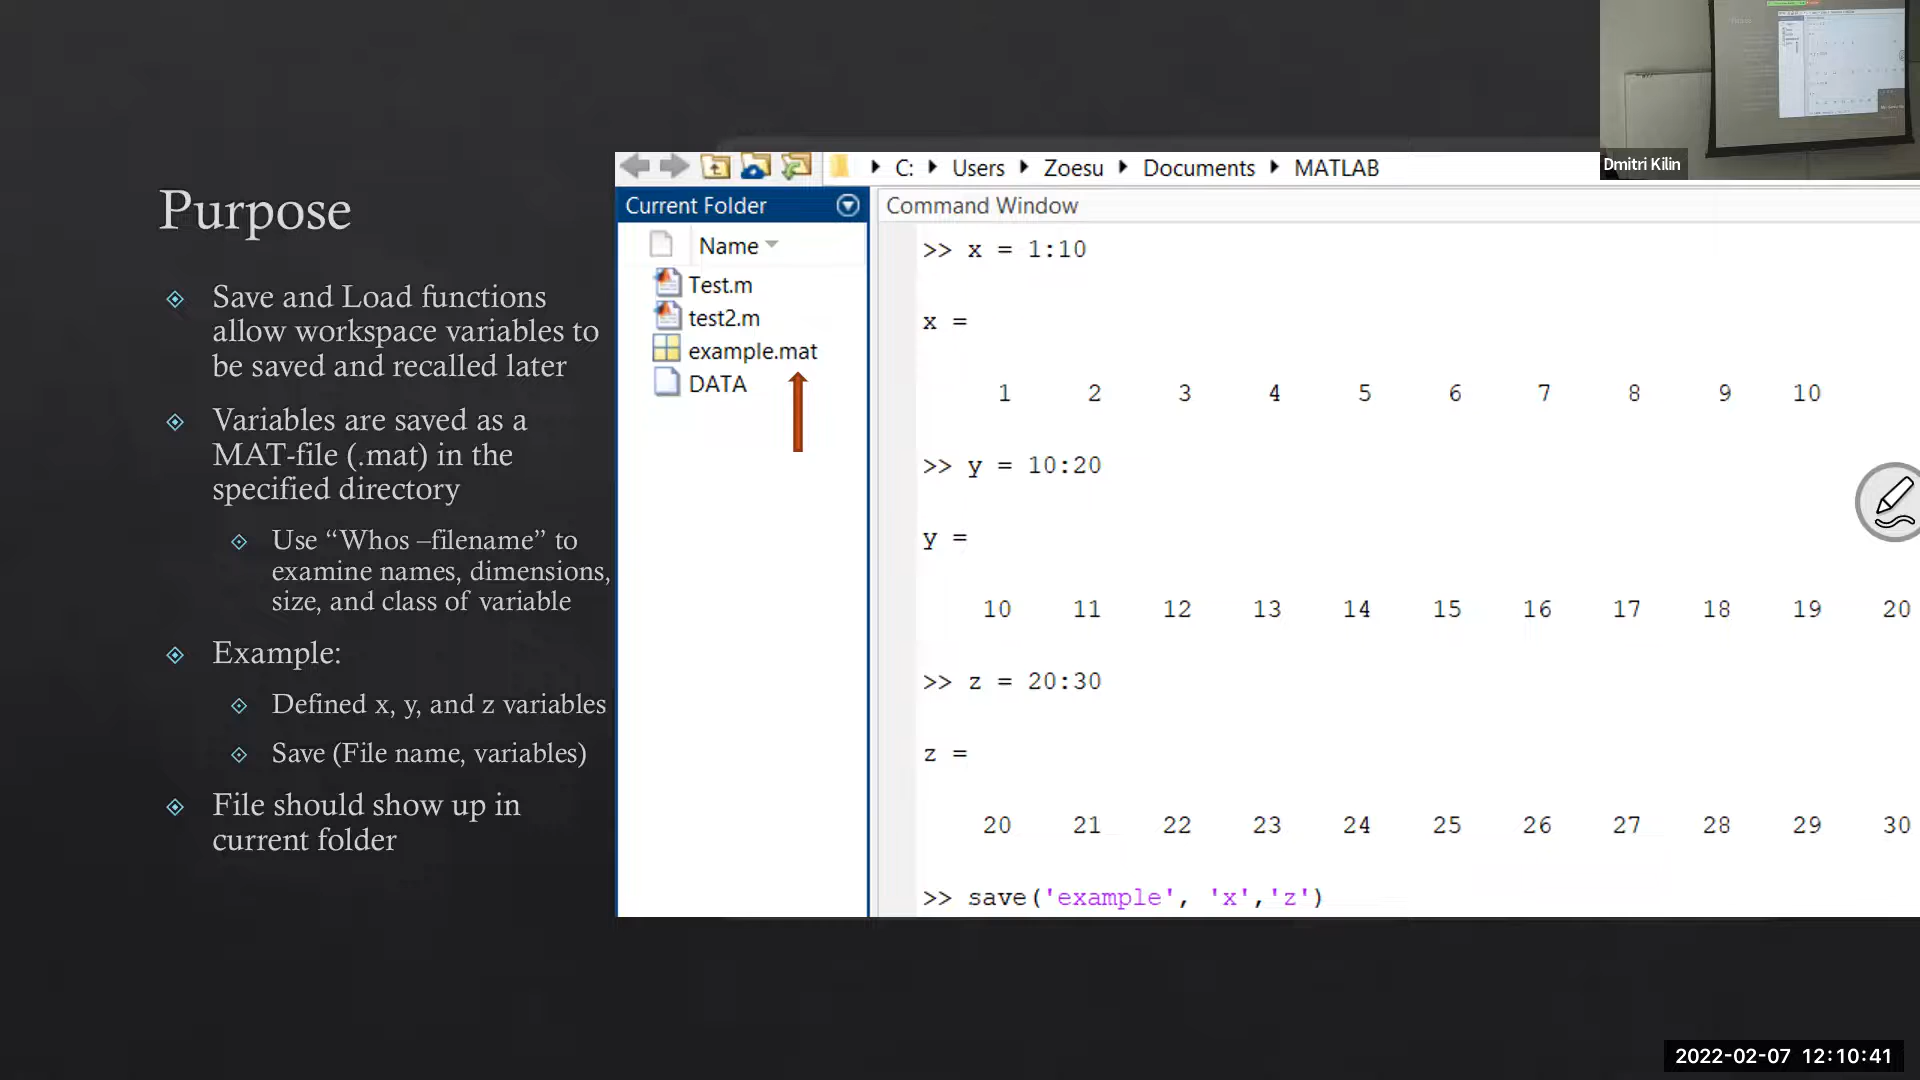 Purpose
Save and Load functions
allow workspace variables to
be saved and recalled later
Variables are saved as a
MAT-file (.mat) in the
specified directory
Use “Whos –filename” to
examine names, dimensions,
size, and class of variable
Example:
Defined x, y, and z variables
Save (File name, variables)
File should show up in
current folder
C: Users Zoesu Documents MATLAB
Current Folder
Name
Test.m
test2.m
example.mat
DATA
Command Window
>> x = 1:10
x =
1 2 3 4 5 6 7 8 9 10
>> y = 10:20
y =
10 11 12 13 14 15 16 17 18 19 20
>> z = 20:30
z =
20 21 22 23 24 25 26 27 28 29 30
>> save('example', 'x','z')
Dmitri Kilin
2022-02-07 12:10:41